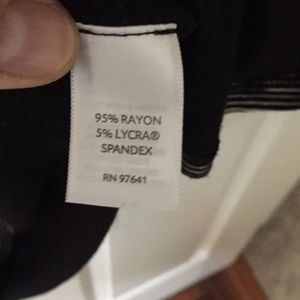 95% RAYON
5% LYCRA®
SPANDEX
RN 97641